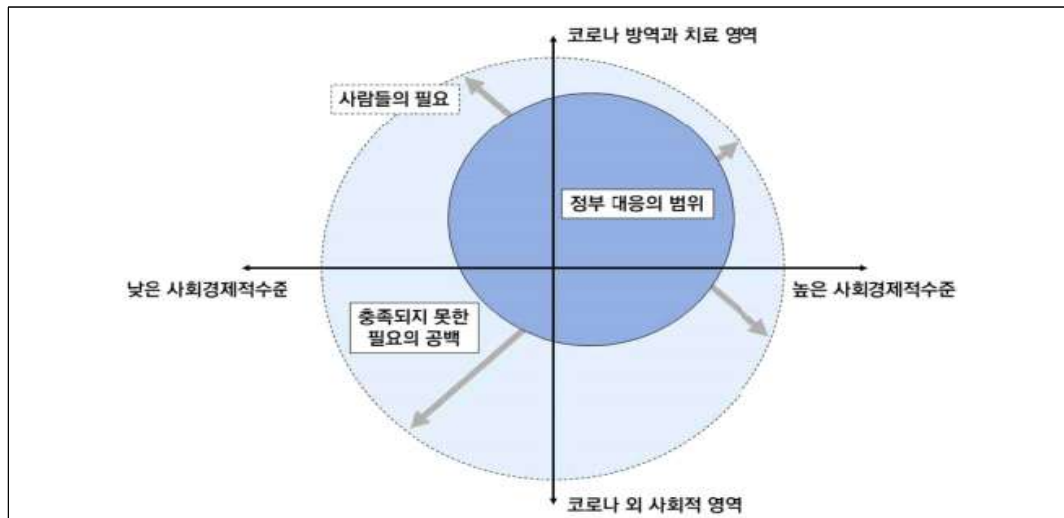 코로나 방역과 치료 영역
사람들의 필요
정부 대응의 범위
낮은 사회경제적수준
높은 사회경제적수준
충족되지 못한
필요의 공백
코로나 외 사회적 영역